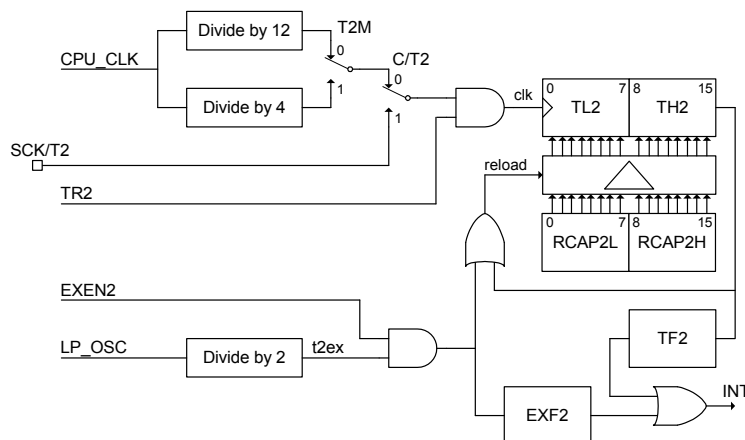 Divide by 12
T2M
CPU_CLK
0
C/T2
0
1
Divide by 4
1
clk
0 7 8 15
TL2 TH2
SCK/T2
TR2
reload
0 7 8 15
RCAP2L RCAP2H
EXEN2
LP_OSC
Divide by 2
t2ex
TF2
EXF2
INT